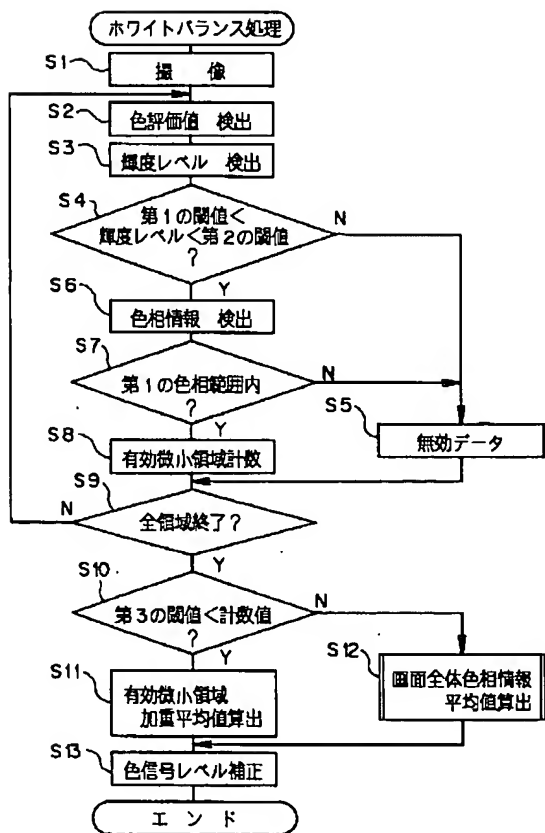 ホワイトバランス処理
S1
撮 像
S2
色評価値 検出
S3
輝度レベル 検出
S4
第1の閾値<
輝度レベル<第2の閾値
?
N
Y
S6
色相情報 検出
S7
第1の色相範囲内
?
N
Y
S5
無効データ
S8
有効微小領域計数
S9
N
全領域終了?
Y
S10
第3の閾値<計数値
?
N
Y
S11
有効微小領域
加重平均値算出
S12
画面全体色相情報
平均値算出
S13
色信号レベル補正
エ ン ド